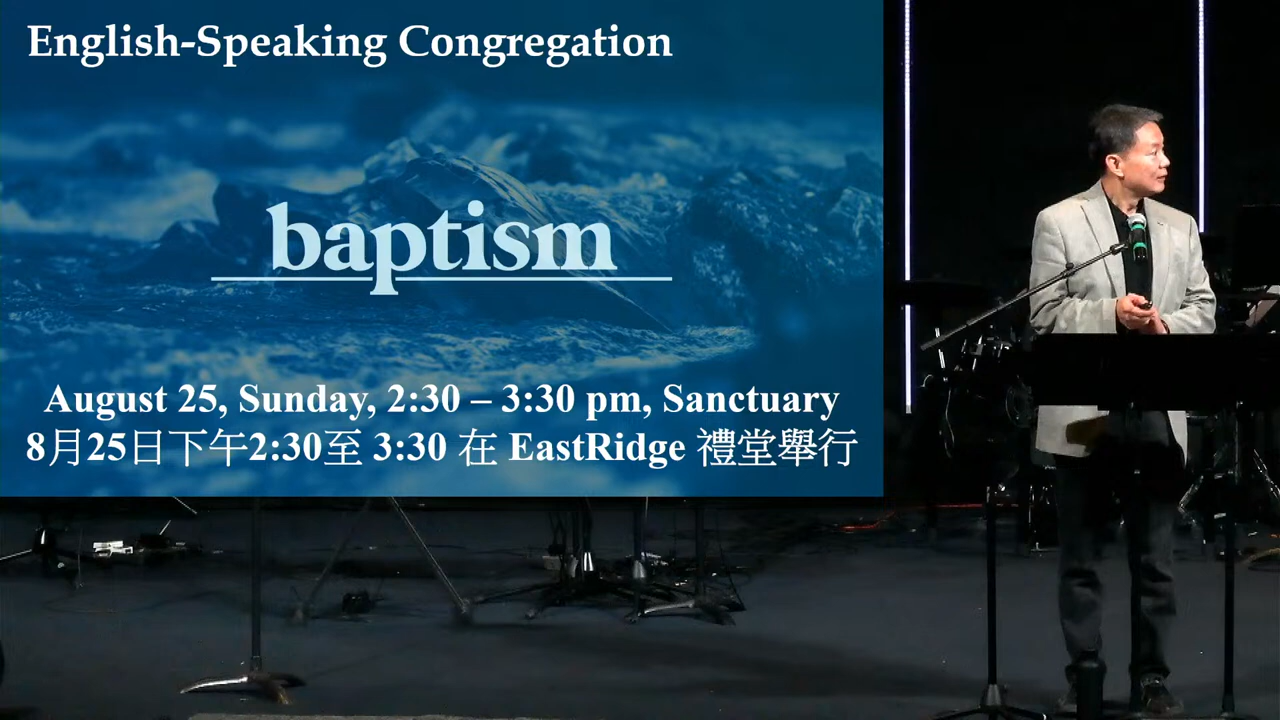 English-Speaking Congregation
baptism
August 25, Sunday, 2:30 – 3:30 pm, Sanctuary
8月25日下午2:30至 3:30 在 EastRidge 禮堂舉行